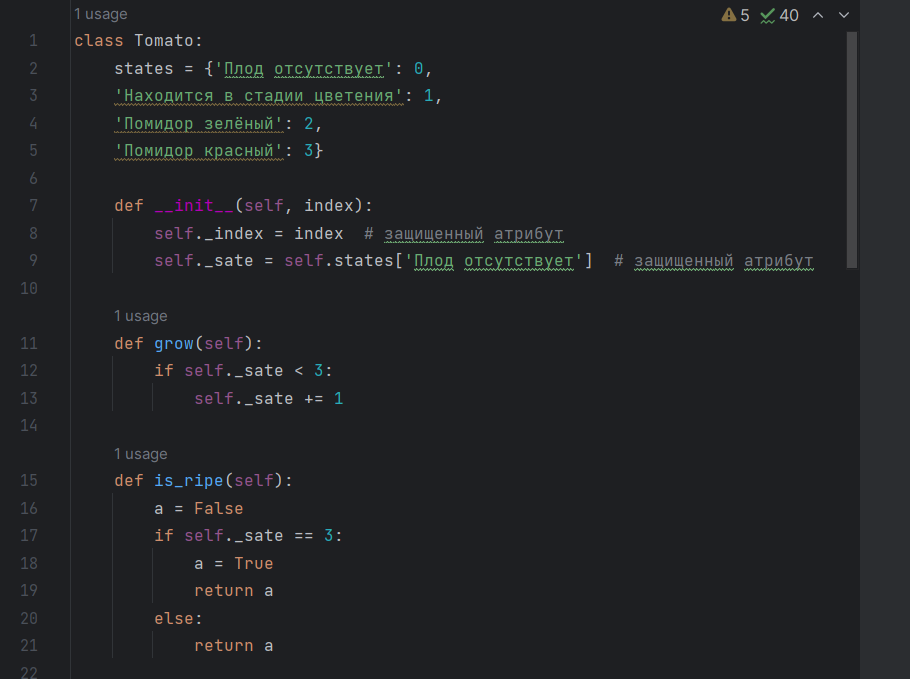 1 usage
5 40
1 class Tomato:
2 states = {'Плод отсутствует': 0,
3 'Находится в стадии цветения': 1,
4 'Помидор зелёный': 2,
5 'Помидор красный': 3}
6
7 def __init__(self, index):
8 self._index = index  # защищенный атрибут
9 self._sate = self.states['Плод отсутствует']  # защищенный атрибут
10
1 usage
11 def grow(self):
12 if self._sate < 3:
13 self._sate += 1
14
1 usage
15 def is_ripe(self):
16 a = False
17 if self._sate == 3:
18 a = True
19 return a
20 else:
21 return a
22